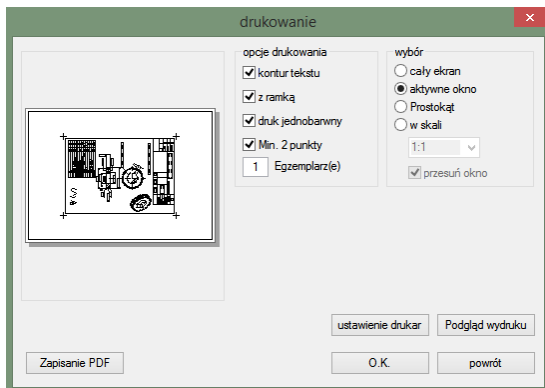 drukowanie
opcje drukowania
kontur tekstu
z ramką
druk jednobarwny
Min. 2 punkty
1 Egzemplarz(e)
wybór
cały ekran
aktywne okno
Prostokąt
w skali
1:1
przesuń okno
ustawienie drukar
Podgląd wydruku
Zapisanie PDF
O.K.
powrót